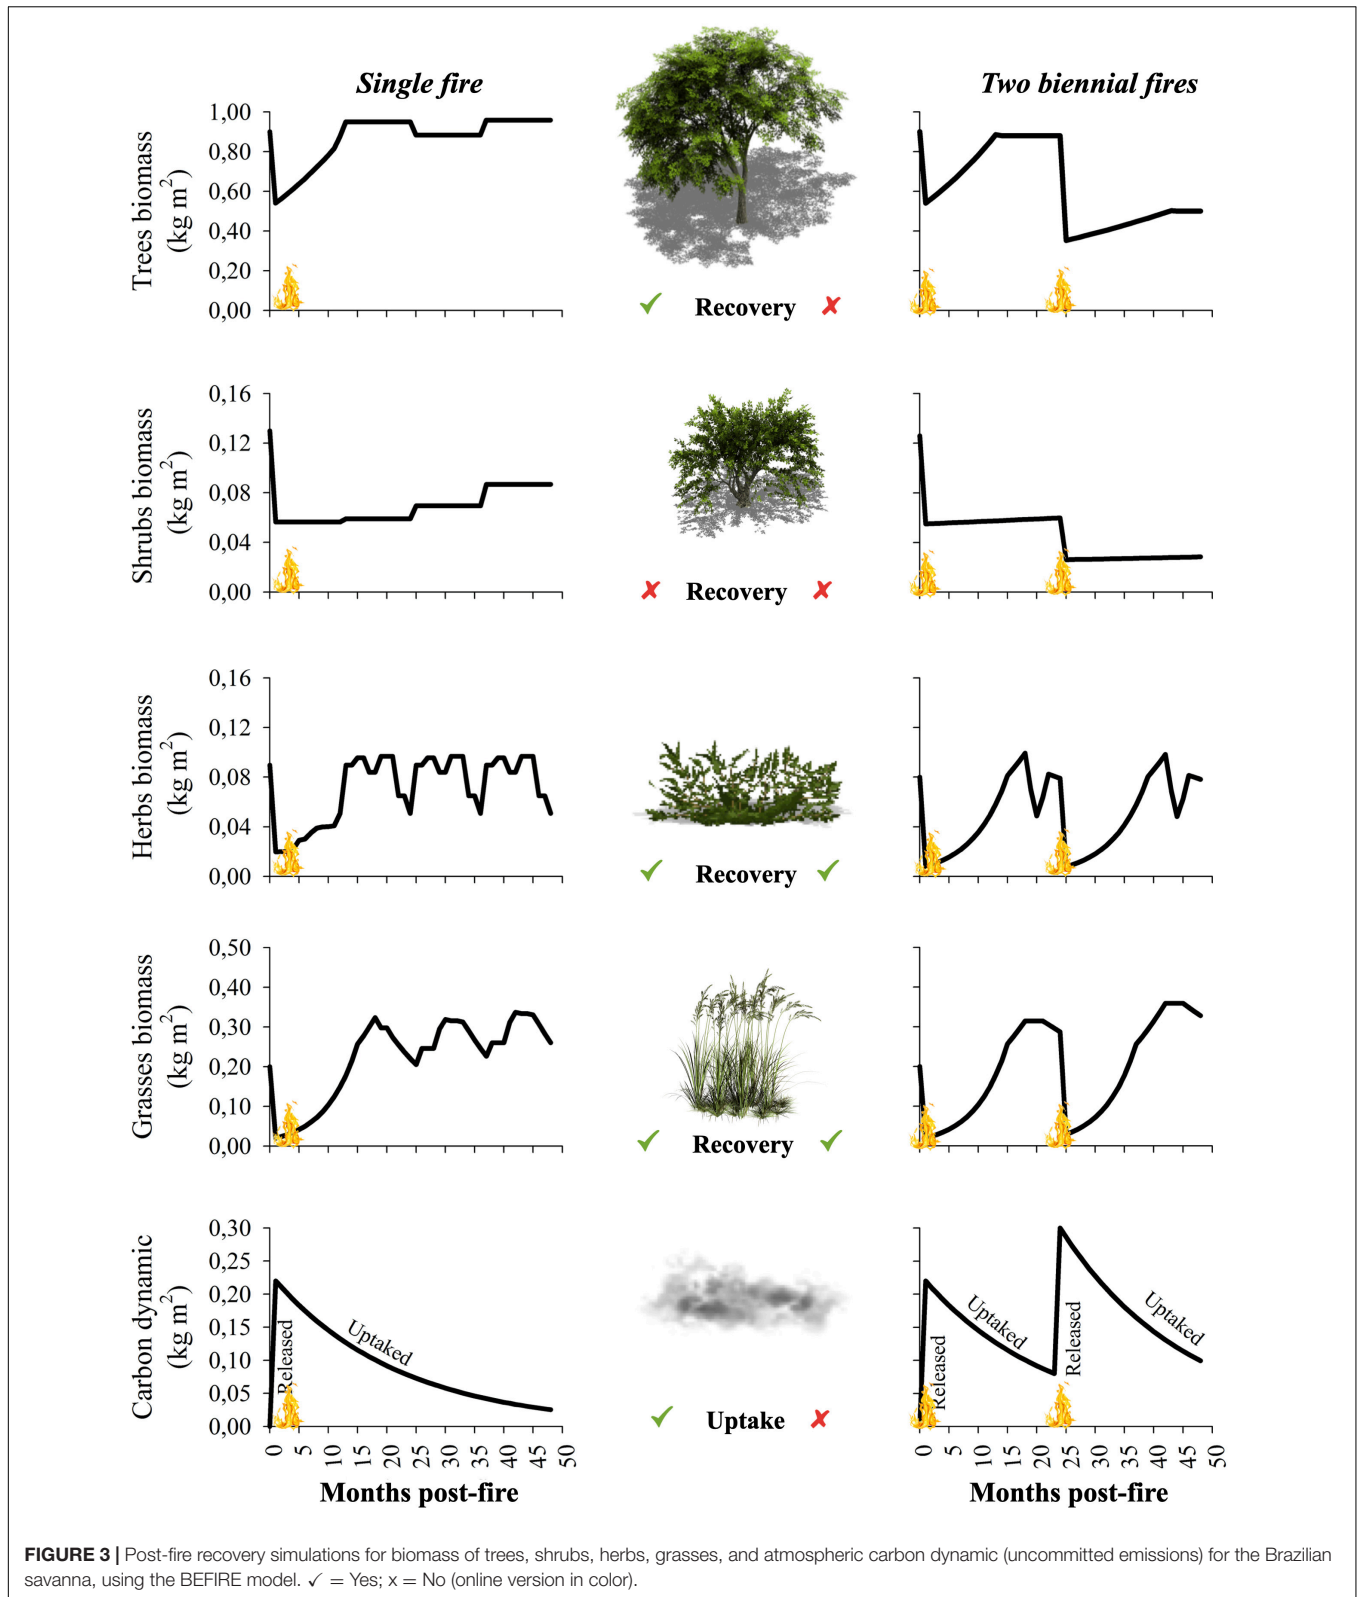 Single fire
Two biennial fires
Trees biomass
(kg m²)
1,00
0,80
0,60
0,40
0,20
0,00
✓ Recovery ✗
Shrubs biomass
(kg m²)
0,16
0,12
0,08
0,04
0,00
✗ Recovery ✗
Herbs biomass
(kg m²)
0,16
0,12
0,08
0,04
0,00
✓ Recovery ✓
Grasses biomass
(kg m²)
0,50
0,40
0,30
0,20
0,10
0,00
✓ Recovery ✓
Carbon dynamic
(kg m²)
0,30
0,25
0,20
0,15
0,10
0,05
0,00
Released
Uptaked
✓ Uptake ✗
Released
Uptaked
Released
Uptaked
0 5 10 15 20 25 30 35 40 45 50
0 5 10 15 20 25 30 35 40 45 50
Months post-fire
Months post-fire
FIGURE 3 | Post-fire recovery simulations for biomass of trees, shrubs, herbs, grasses, and atmospheric carbon dynamic (uncommitted emissions) for the Brazilian
savanna, using the BEFIRE model. ✓ = Yes; x = No (online version in color).